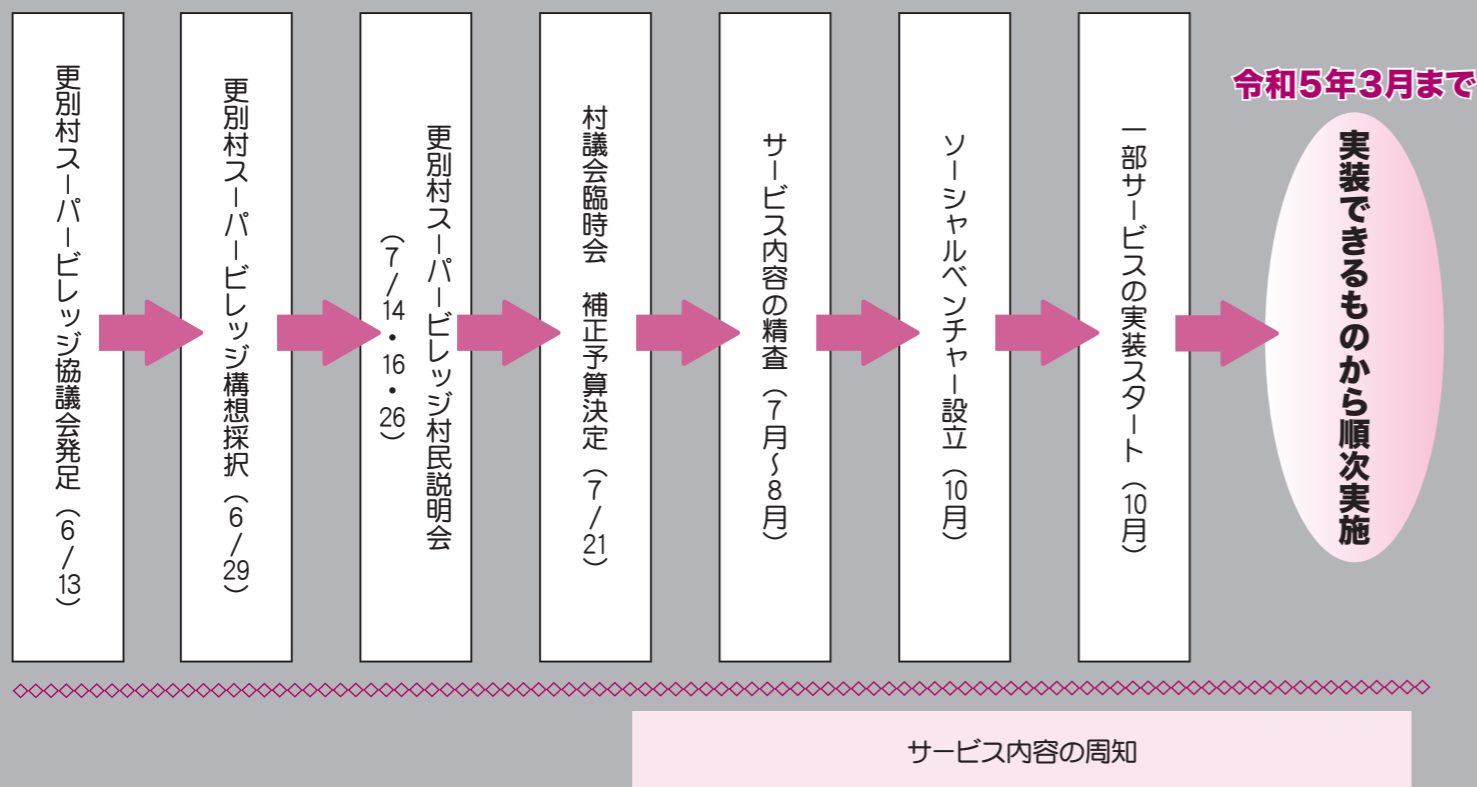 更別村スーパービレッジ協議会発足（6/13）
更別村スーパービレッジ構想採択（6/29）
更別村スーパービレッジ村民説明会
（7/14・16・26）
村議会臨時会　補正予算決定（7/21）
サービス内容の精査（7月～8月）
ソーシャルベンチャー設立（10月）
一部サービスの実装スタート（10月）
令和5年3月まで
実装できるものから順次実施
サービス内容の周知